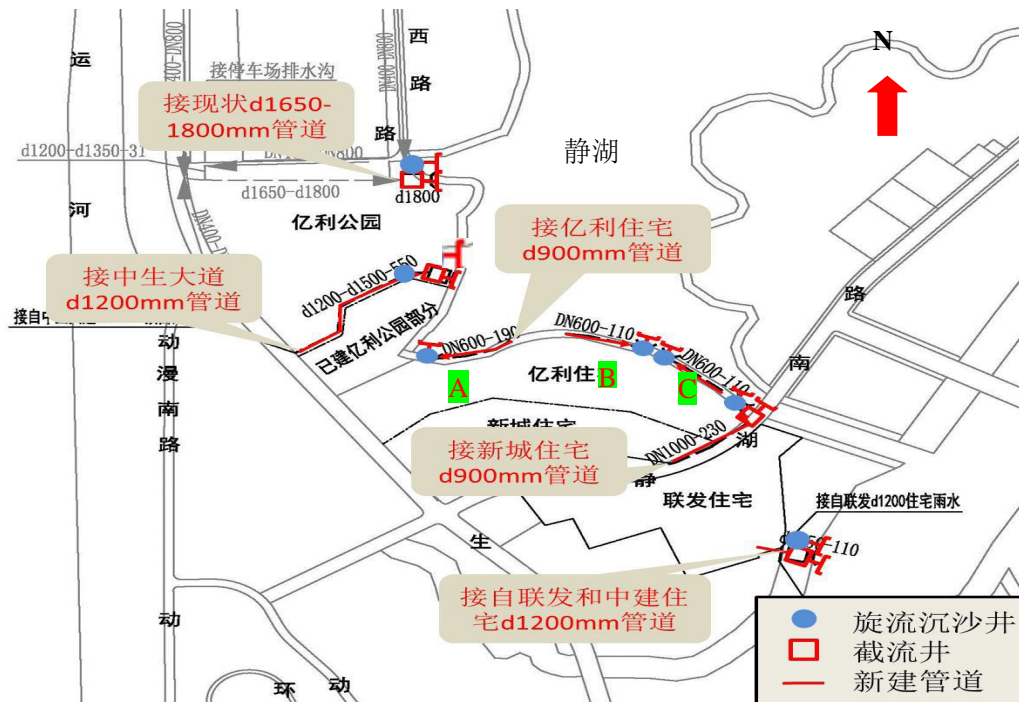 N
西
路
路
运
河
静湖
接停车场排水沟
接现状d1650-
1800mm管道
d1200-d1350-31
d1650-d1800
d1800
亿利公园
接亿利住宅
d900mm管道
接中生大道
d1200mm管道
d1200-d1500-550
已建亿利公园部分
DN600-190
DN600-110
DN600-110
A
B
C
亿利住
路
南
湖
静
动
漫
南
路
接新城住宅
d900mm管道
DN1000-230
联发住宅
接自联发d1200住宅雨水
生
接自联发和中建住
宅d1200mm管道
动
环
动
旋流沉沙井
截流井
新建管道